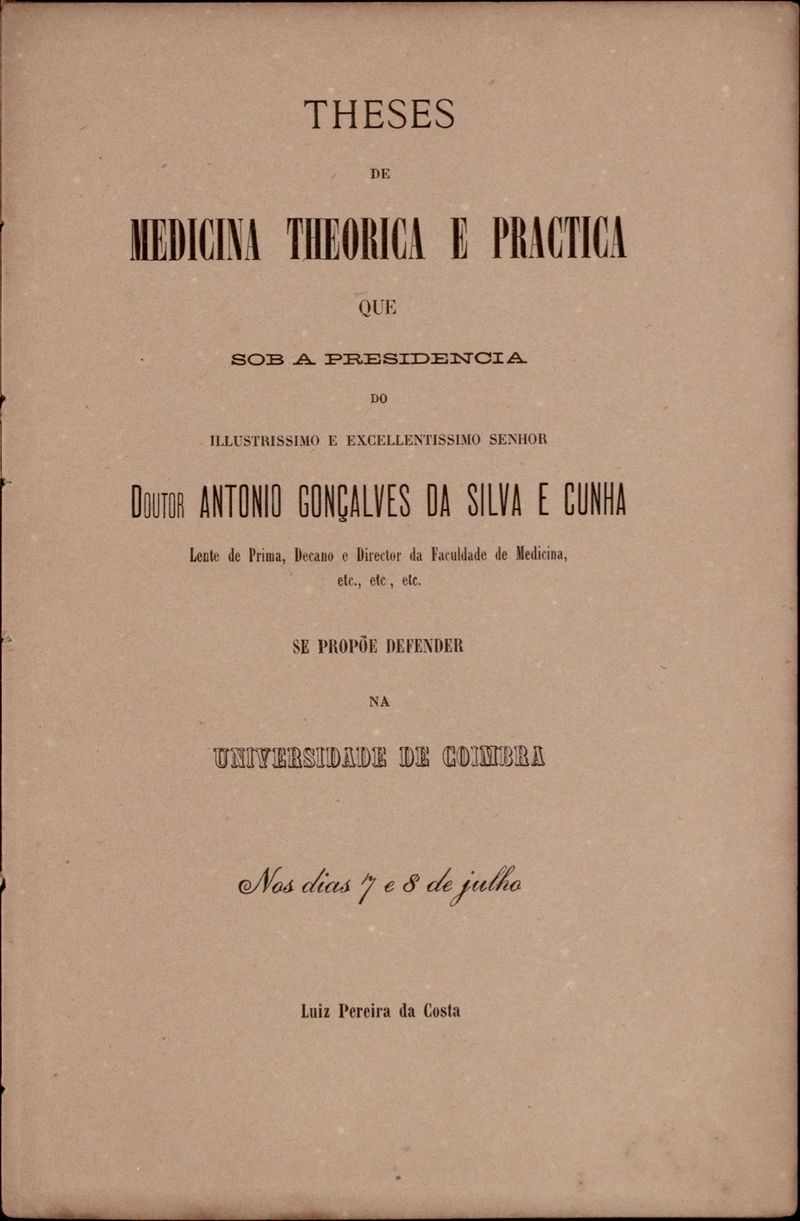 THESES
DE
MEDICINA THEORICA E PRACTICA
QUE
SOB A PRESIDENCIA
DO
ILLUSTRISSIMO E EXCELLENTISSIMO SENHOR
DOUTOR ANTONIO GONÇALVES DA SILVA E CUNHA
Lente de Prima, Decano e Director da Faculdade de Medicina,
etc., etc., etc.
SE PROPÕE DEFENDER
NA
UNIVERSIDADE DE COIMBRA
Nos dias 7 e 8 de julho
Luiz Pereira da Costa